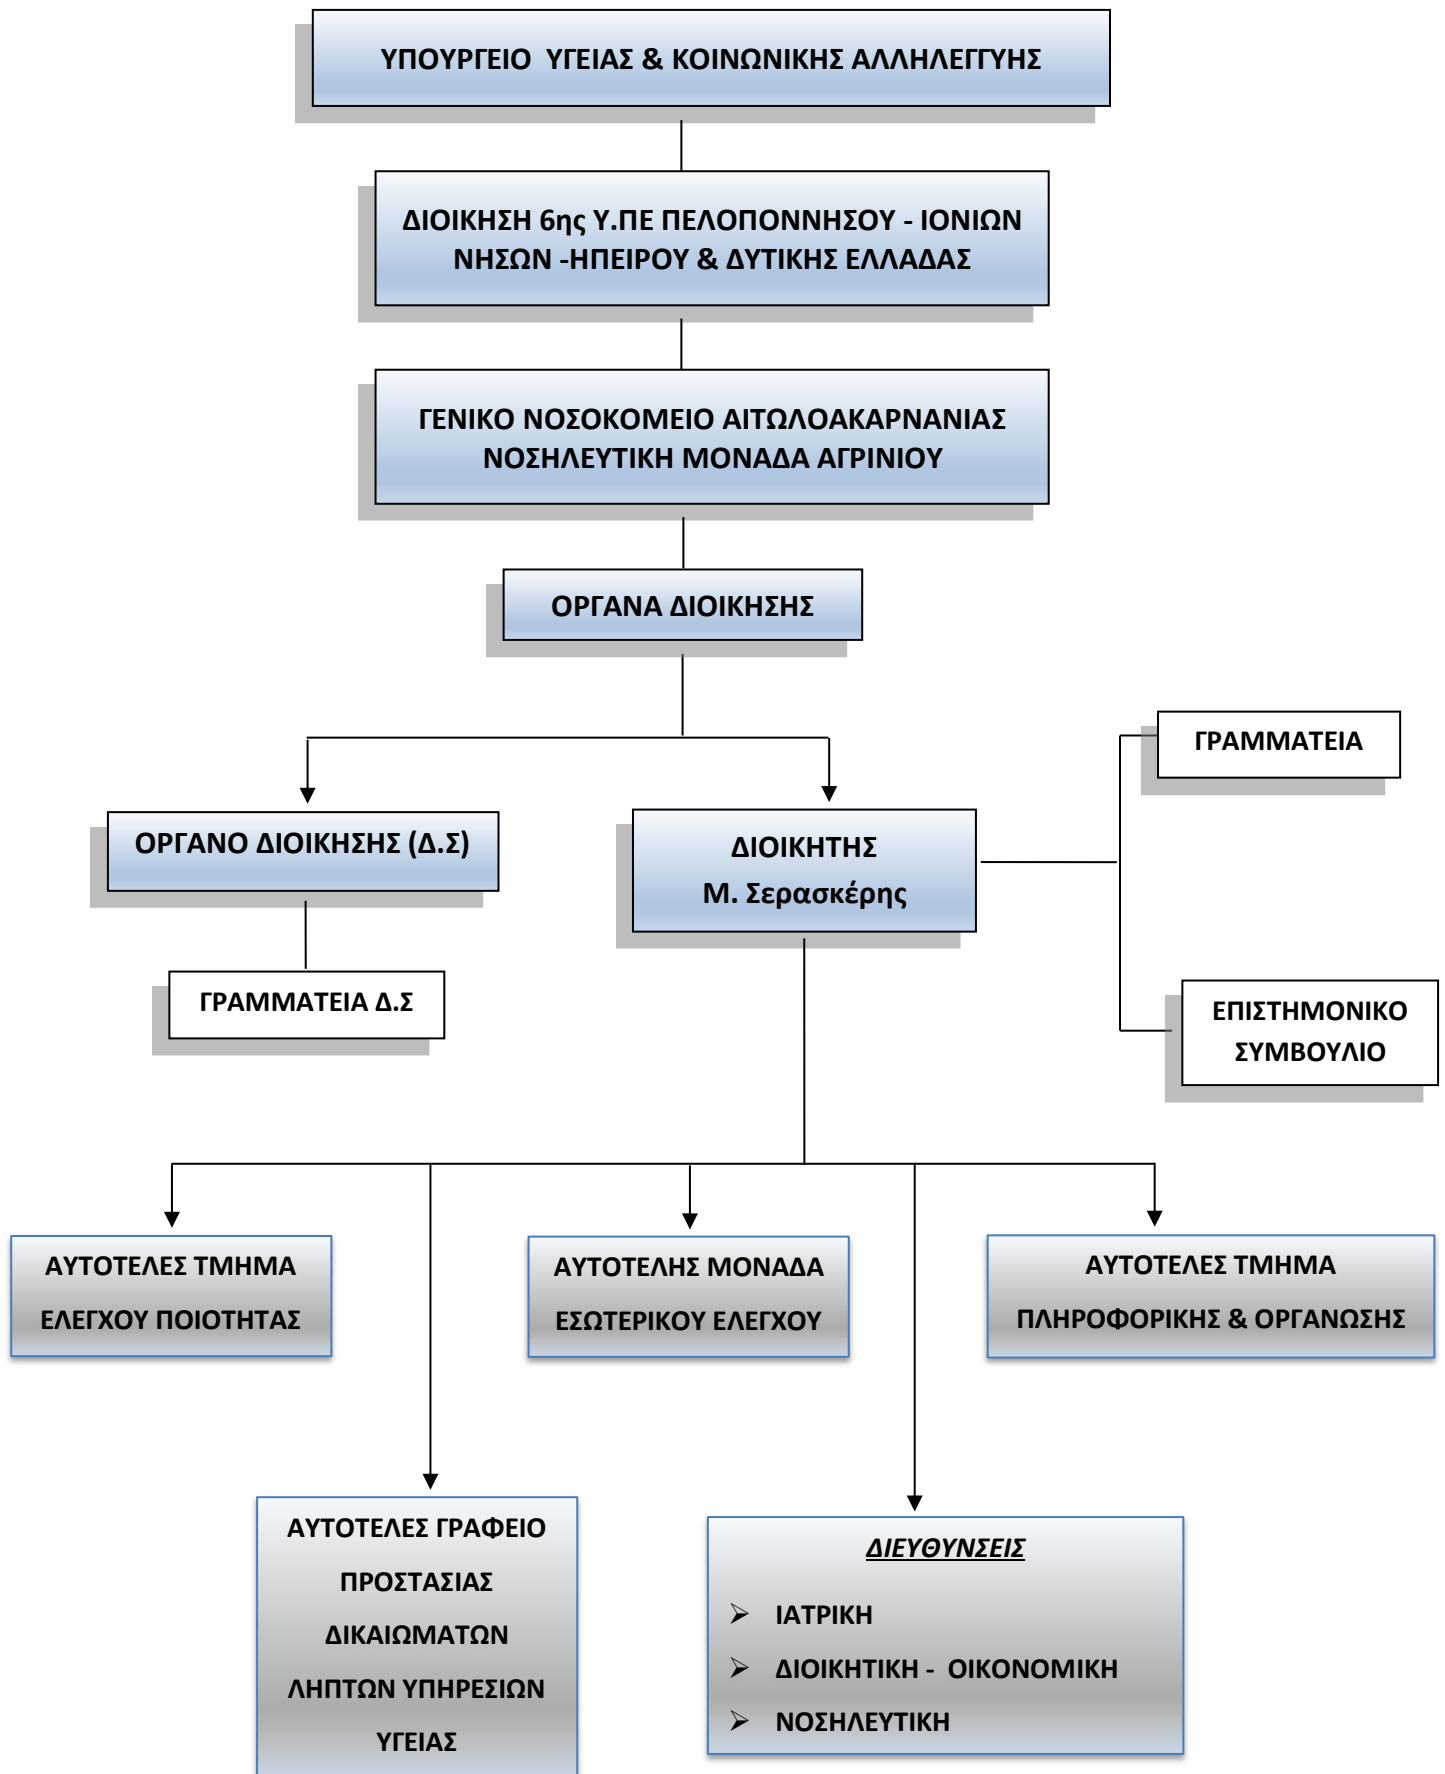 ΥΠΟΥΡΓΕΙΟ ΥΓΕΙΑΣ & ΚΟΙΝΩΝΙΚΗΣ ΑΛΛΗΛΕΓΓΥΗΣ
ΔΙΟΙΚΗΣΗ 6ης Υ.ΠΕ ΠΕΛΟΠΟΝΝΗΣΟΥ - ΙΟΝΙΩΝ
ΝΗΣΩΝ -ΗΠΕΙΡΟΥ & ΔΥΤΙΚΗΣ ΕΛΛΑΔΑΣ
ΓΕΝΙΚΟ ΝΟΣΟΚΟΜΕΙΟ ΑΙΤΩΛΟΑΚΑΡΝΑΝΙΑΣ
ΝΟΣΗΛΕΥΤΙΚΗ ΜΟΝΑΔΑ ΑΓΡΙΝΙΟΥ
ΟΡΓΑΝΑ ΔΙΟΙΚΗΣΗΣ
ΓΡΑΜΜΑΤΕΙΑ
ΟΡΓΑΝΟ ΔΙΟΙΚΗΣΗΣ (Δ.Σ)
ΔΙΟΙΚΗΤΗΣ
Μ. Σερασκέρης
ΓΡΑΜΜΑΤΕΙΑ Δ.Σ
ΕΠΙΣΤΗΜΟΝΙΚΟ
ΣΥΜΒΟΥΛΙΟ
ΑΥΤΟΤΕΛΕΣ ΤΜΗΜΑ
ΕΛΕΓΧΟΥ ΠΟΙΟΤΗΤΑΣ
ΑΥΤΟΤΕΛΗΣ ΜΟΝΑΔΑ
ΕΣΩΤΕΡΙΚΟΥ ΕΛΕΓΧΟΥ
ΑΥΤΟΤΕΛΕΣ ΤΜΗΜΑ
ΠΛΗΡΟΦΟΡΙΚΗΣ & ΟΡΓΑΝΩΣΗΣ
ΑΥΤΟΤΕΛΕΣ ΓΡΑΦΕΙΟ
ΠΡΟΣΤΑΣΙΑΣ
ΔΙΚΑΙΩΜΑΤΩΝ
ΛΗΠΤΩΝ ΥΠΗΡΕΣΙΩΝ
ΥΓΕΙΑΣ
ΔΙΕΥΘΥΝΣΕΙΣ
➢ ΙΑΤΡΙΚΗ
➢ ΔΙΟΙΚΗΤΙΚΗ - ΟΙΚΟΝΟΜΙΚΗ
➢ ΝΟΣΗΛΕΥΤΙΚΗ